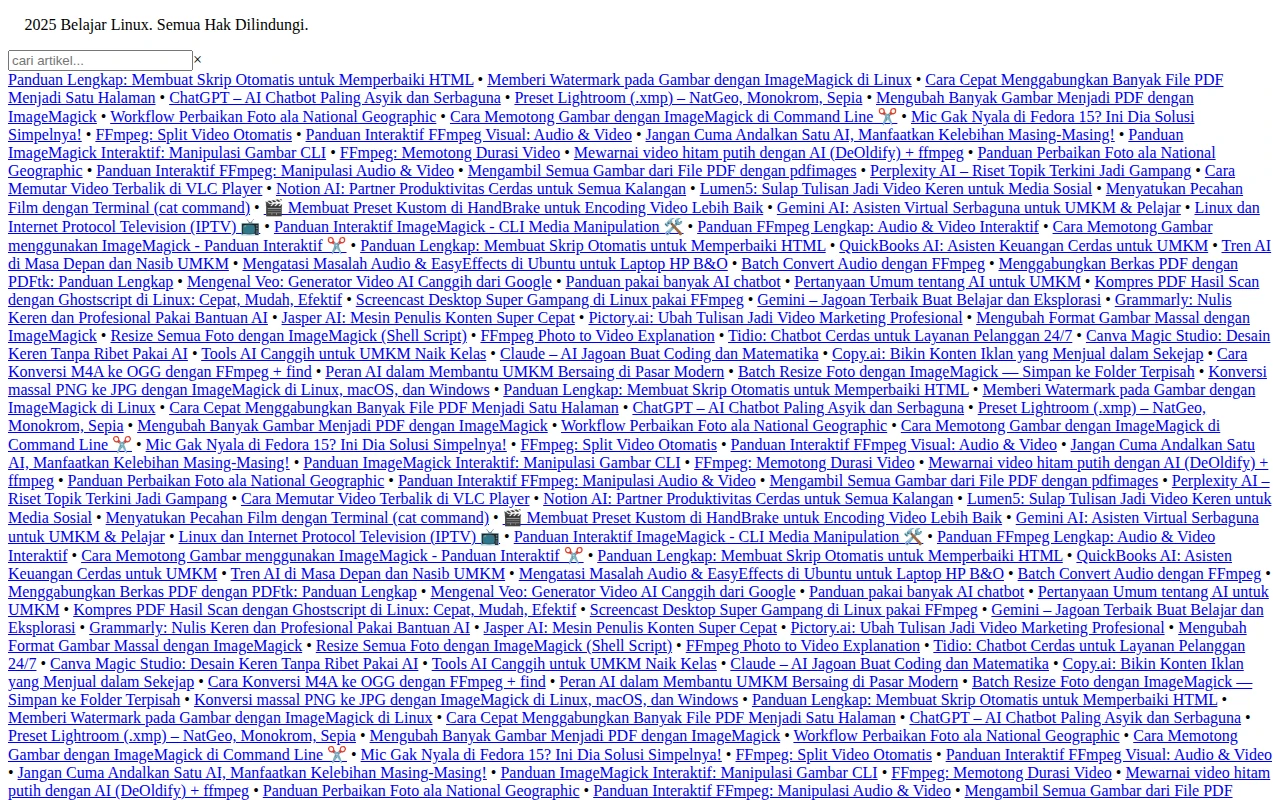 2025 Belajar Linux. Semua Hak Dilindungi.
cari artikel... ×
Panduan Lengkap: Membuat Skrip Otomatis untuk Memperbaiki HTML • Memberi Watermark pada Gambar dengan ImageMagick di Linux • Cara Cepat Menggabungkan Banyak File PDF
Menjadi Satu Halaman • ChatGPT – AI Chatbot Paling Asyik dan Serbaguna • Preset Lightroom (.xmp) – NatGeo, Monokrom, Sepia • Mengubah Banyak Gambar Menjadi PDF dengan
ImageMagick • Workflow Perbaikan Foto ala National Geographic • Cara Memotong Gambar dengan ImageMagick di Command Line ✂️ • Mic Gak Nyala di Fedora 15? Ini Dia Solusi
Simpelnya! • FFmpeg: Split Video Otomatis • Panduan Interaktif FFmpeg Visual: Audio & Video • Jangan Cuma Andalkan Satu AI, Manfaatkan Kelebihan Masing-Masing! • Panduan
ImageMagick Interaktif: Manipulasi Gambar CLI • FFmpeg: Memotong Durasi Video • Mewarnai video hitam putih dengan AI (DeOldify) + ffmpeg • Panduan Perbaikan Foto ala National
Geographic • Panduan Interaktif FFmpeg: Manipulasi Audio & Video • Mengambil Semua Gambar dari File PDF dengan pdfimages • Perplexity AI – Riset Topik Terkini Jadi Gampang • Cara
Memutar Video Terbalik di VLC Player • Notion AI: Partner Produktivitas Cerdas untuk Semua Kalangan • Lumen5: Sulap Tulisan Jadi Video Keren untuk Media Sosial • Menyatukan Pecahan
Film dengan Terminal (cat command) • 🎬 Membuat Preset Kustom di HandBrake untuk Encoding Video Lebih Baik • Gemini AI: Asisten Virtual Serbaguna untuk UMKM & Pelajar • Linux dan
Internet Protocol Television (IPTV) 📺 • Panduan Interaktif ImageMagick - CLI Media Manipulation 🛠️ • Panduan FFmpeg Lengkap: Audio & Video Interaktif • Cara Memotong Gambar
menggunakan ImageMagick - Panduan Interaktif ✂️ • Panduan Lengkap: Membuat Skrip Otomatis untuk Memperbaiki HTML • QuickBooks AI: Asisten Keuangan Cerdas untuk UMKM • Tren AI
di Masa Depan dan Nasib UMKM • Mengatasi Masalah Audio & EasyEffects di Ubuntu untuk Laptop HP B&O • Batch Convert Audio dengan FFmpeg • Menggabungkan Berkas PDF dengan
PDFtk: Panduan Lengkap • Mengenal Veo: Generator Video AI Canggih dari Google • Panduan pakai banyak AI chatbot • Pertanyaan Umum tentang AI untuk UMKM • Kompres PDF Hasil Scan
dengan Ghostscript di Linux: Cepat, Mudah, Efektif • Screencast Desktop Super Gampang di Linux pakai FFmpeg • Gemini – Jagoan Terbaik Buat Belajar dan Eksplorasi • Grammarly: Nulis
Keren dan Profesional Pakai Bantuan AI • Jasper AI: Mesin Penulis Konten Super Cepat • Pictory.ai: Ubah Tulisan Jadi Video Marketing Profesional • Mengubah Format Gambar Massal dengan
ImageMagick • Resize Semua Foto dengan ImageMagick (Shell Script) • FFmpeg Photo to Video Explanation • Tidio: Chatbot Cerdas untuk Layanan Pelanggan 24/7 • Canva Magic Studio: Desain
Keren Tanpa Ribet Pakai AI • Tools AI Canggih untuk UMKM Naik Kelas • Claude – AI Jagoan Buat Coding dan Matematika • Copy.ai: Bikin Konten Iklan yang Menjual dalam Sekejap • Cara
Konversi M4A ke OGG dengan FFmpeg + find • Peran AI dalam Membantu UMKM Bersaing di Pasar Modern • Batch Resize Foto dengan ImageMagick — Simpan ke Folder Terpisah • Konversi
massal PNG ke JPG dengan ImageMagick di Linux, macOS, dan Windows • Panduan Lengkap: Membuat Skrip Otomatis untuk Memperbaiki HTML • Memberi Watermark pada Gambar dengan
ImageMagick di Linux • Cara Cepat Menggabungkan Banyak File PDF Menjadi Satu Halaman • ChatGPT – AI Chatbot Paling Asyik dan Serbaguna • Preset Lightroom (.xmp) – NatGeo,
Monokrom, Sepia • Mengubah Banyak Gambar Menjadi PDF dengan ImageMagick • Workflow Perbaikan Foto ala National Geographic • Cara Memotong Gambar dengan ImageMagick di
Command Line ✂️ • Mic Gak Nyala di Fedora 15? Ini Dia Solusi Simpelnya! • FFmpeg: Split Video Otomatis • Panduan Interaktif FFmpeg Visual: Audio & Video • Jangan Cuma Andalkan Satu
AI, Manfaatkan Kelebihan Masing-Masing! • Panduan ImageMagick Interaktif: Manipulasi Gambar CLI • FFmpeg: Memotong Durasi Video • Mewarnai video hitam putih dengan AI (DeOldify) +
ffmpeg • Panduan Perbaikan Foto ala National Geographic • Panduan Interaktif FFmpeg: Manipulasi Audio & Video • Mengambil Semua Gambar dari File PDF dengan pdfimages • Perplexity AI –
Riset Topik Terkini Jadi Gampang • Cara Memutar Video Terbalik di VLC Player • Notion AI: Partner Produktivitas Cerdas untuk Semua Kalangan • Lumen5: Sulap Tulisan Jadi Video Keren untuk
Media Sosial • Menyatukan Pecahan Film dengan Terminal (cat command) • 🎬 Membuat Preset Kustom di HandBrake untuk Encoding Video Lebih Baik • Gemini AI: Asisten Virtual Serbaguna
untuk UMKM & Pelajar • Linux dan Internet Protocol Television (IPTV) 📺 • Panduan Interaktif ImageMagick - CLI Media Manipulation 🛠️ • Panduan FFmpeg Lengkap: Audio & Video
Interaktif • Cara Memotong Gambar menggunakan ImageMagick - Panduan Interaktif ✂️ • Panduan Lengkap: Membuat Skrip Otomatis untuk Memperbaiki HTML • QuickBooks AI: Asisten
Keuangan Cerdas untuk UMKM • Tren AI di Masa Depan dan Nasib UMKM • Mengatasi Masalah Audio & EasyEffects di Ubuntu untuk Laptop HP B&O • Batch Convert Audio dengan FFmpeg •
Menggabungkan Berkas PDF dengan PDFtk: Panduan Lengkap • Mengenal Veo: Generator Video AI Canggih dari Google • Panduan pakai banyak AI chatbot • Pertanyaan Umum tentang AI untuk
UMKM • Kompres PDF Hasil Scan dengan Ghostscript di Linux: Cepat, Mudah, Efektif • Screencast Desktop Super Gampang di Linux pakai FFmpeg • Gemini – Jagoan Terbaik Buat Belajar dan
Eksplorasi • Grammarly: Nulis Keren dan Profesional Pakai Bantuan AI • Jasper AI: Mesin Penulis Konten Super Cepat • Pictory.ai: Ubah Tulisan Jadi Video Marketing Profesional • Mengubah
Format Gambar Massal dengan ImageMagick • Resize Semua Foto dengan ImageMagick (Shell Script) • FFmpeg Photo to Video Explanation • Tidio: Chatbot Cerdas untuk Layanan Pelanggan
24/7 • Canva Magic Studio: Desain Keren Tanpa Ribet Pakai AI • Tools AI Canggih untuk UMKM Naik Kelas • Claude – AI Jagoan Buat Coding dan Matematika • Copy.ai: Bikin Konten Iklan
yang Menjual dalam Sekejap • Cara Konversi M4A ke OGG dengan FFmpeg + find • Peran AI dalam Membantu UMKM Bersaing di Pasar Modern • Batch Resize Foto dengan ImageMagick —
Simpan ke Folder Terpisah • Konversi massal PNG ke JPG dengan ImageMagick di Linux, macOS, dan Windows • Panduan Lengkap: Membuat Skrip Otomatis untuk Memperbaiki HTML •
Memberi Watermark pada Gambar dengan ImageMagick di Linux • Cara Cepat Menggabungkan Banyak File PDF Menjadi Satu Halaman • ChatGPT – AI Chatbot Paling Asyik dan Serbaguna •
Preset Lightroom (.xmp) – NatGeo, Monokrom, Sepia • Mengubah Banyak Gambar Menjadi PDF dengan ImageMagick • Workflow Perbaikan Foto ala National Geographic • Cara Memotong
Gambar dengan ImageMagick di Command Line ✂️ • Mic Gak Nyala di Fedora 15? Ini Dia Solusi Simpelnya! • FFmpeg: Split Video Otomatis • Panduan Interaktif FFmpeg Visual: Audio & Video
• Jangan Cuma Andalkan Satu AI, Manfaatkan Kelebihan Masing-Masing! • Panduan ImageMagick Interaktif: Manipulasi Gambar CLI • FFmpeg: Memotong Durasi Video • Mewarnai video hitam
putih dengan AI (DeOldify) + ffmpeg • Panduan Perbaikan Foto ala National Geographic • Panduan Interaktif FFmpeg: Manipulasi Audio & Video • Mengambil Semua Gambar dari File PDF